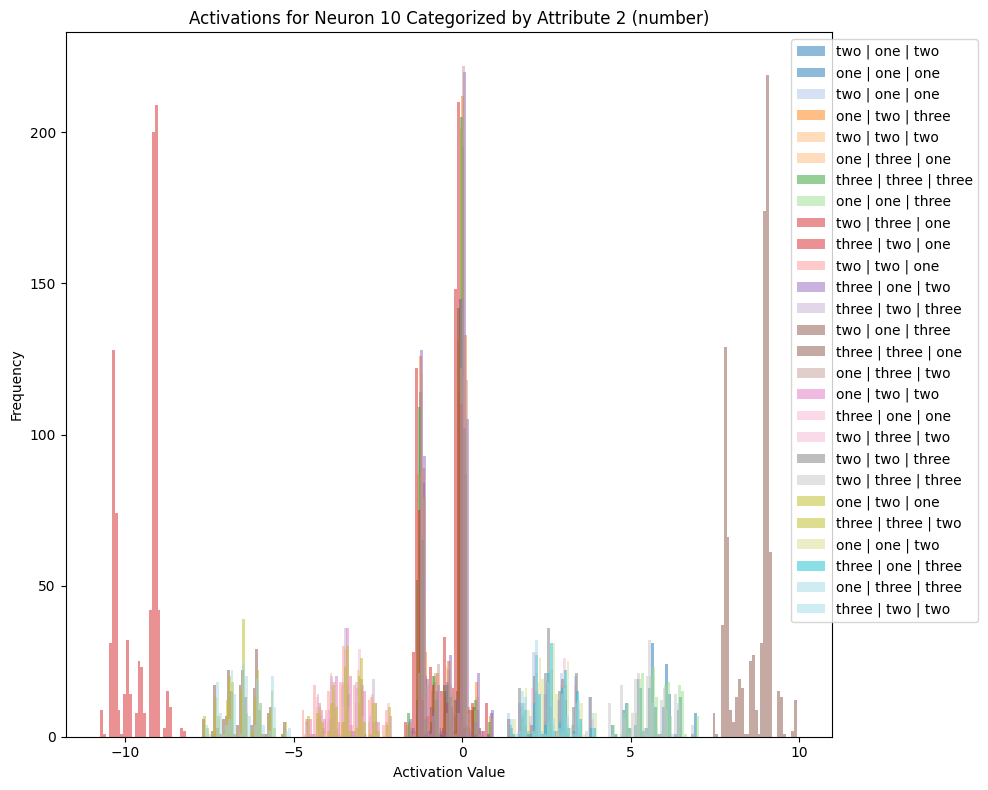 Activations for Neuron 10 Categorized by Attribute 2 (number)
Frequency
200
150
100
50
0
−10
−5
0
5
10
Activation Value
two | one | two
one | one | one
two | one | one
one | two | three
two | two | two
one | three | one
three | three | three
one | one | three
two | three | one
three | two | one
two | two | one
three | one | two
three | two | three
two | one | three
three | three | one
one | three | two
one | two | two
three | one | one
two | three | two
two | two | three
two | three | three
one | two | one
three | three | two
one | one | two
three | one | three
one | three | three
three | two | two